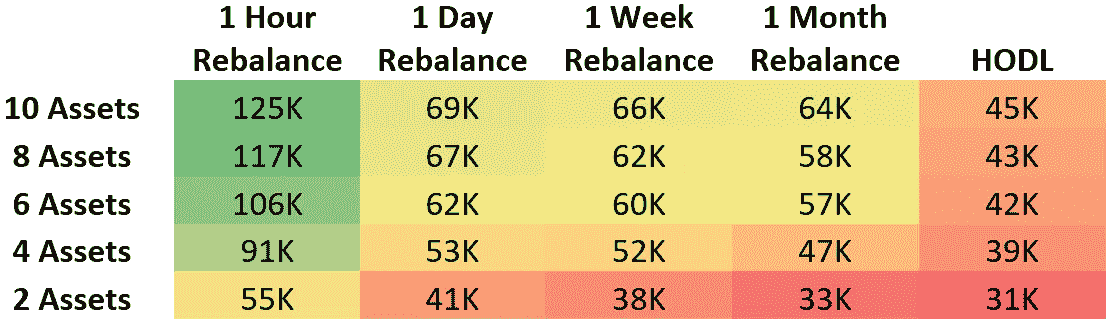 1 Hour 1 Day 1 Week 1 Month
Rebalance Rebalance Rebalance Rebalance HODL
10 Assets 125K 69K 66K 64K 45K
8 Assets 117K 67K 62K 58K 43K
6 Assets 106K 62K 60K 57K 42K
4 Assets 91K 53K 52K 47K 39K
2 Assets 55K 41K 38K 33K 31K